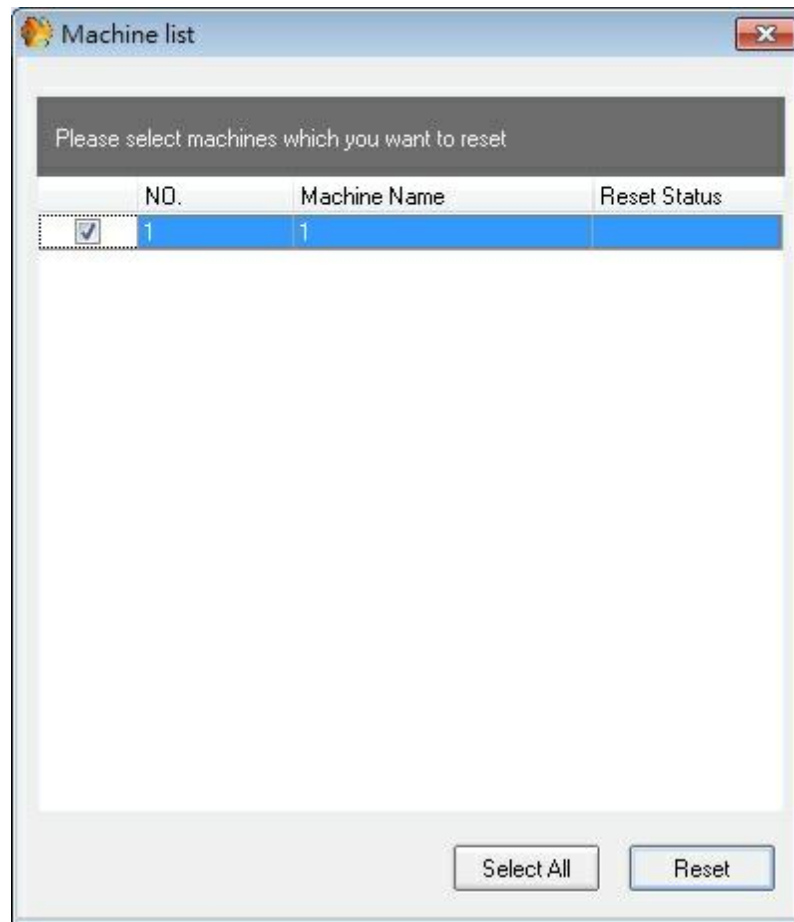 Machine list
Please select machines which you want to reset
NO. Machine Name Reset Status
1 1
Select All Reset